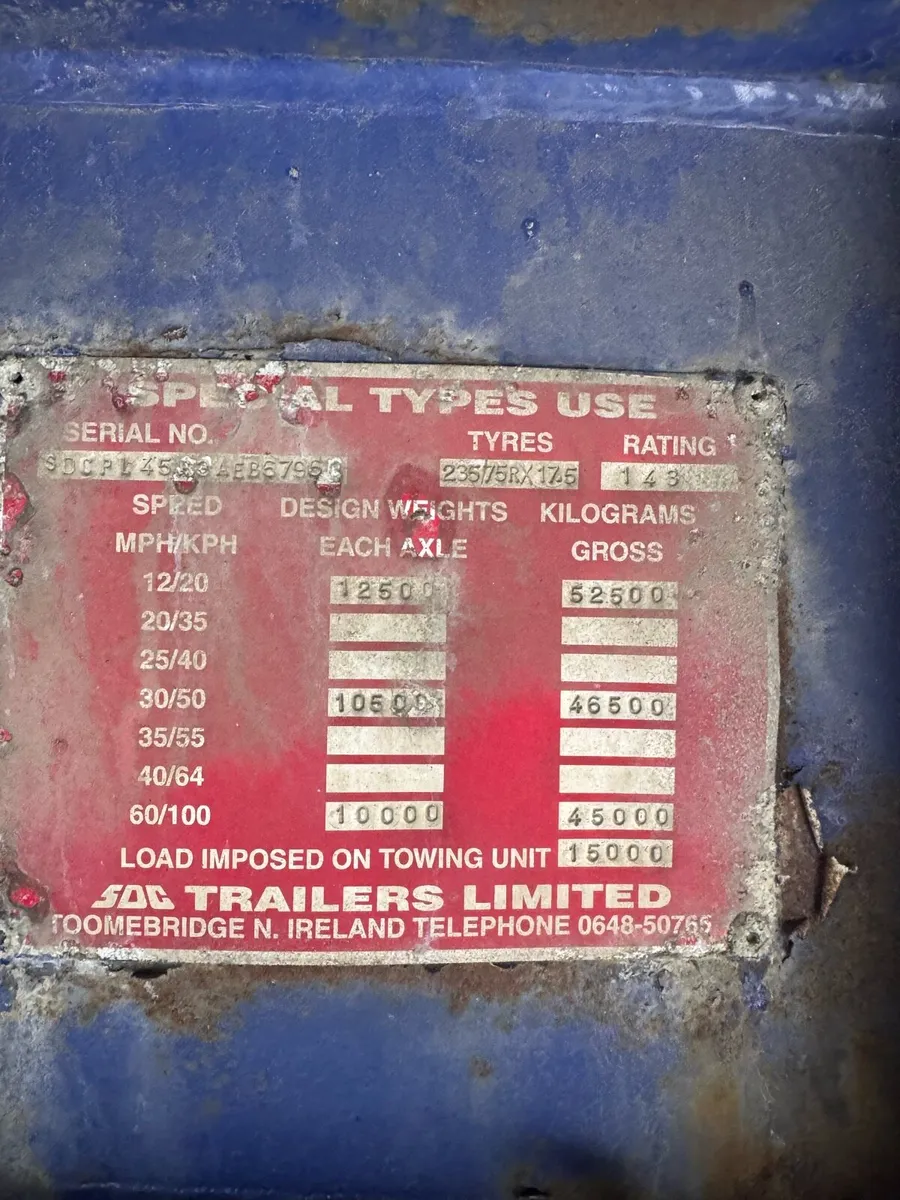 SPECIAL TYPES USE
SERIAL NO. TYRES RATING
235/75RX17.5 143
SPEED DESIGN WEIGHTS KILOGRAMS
MPH/KPH EACH AXLE GROSS
12/20 12500 52500
20/35
25/40
30/50 10500 46500
35/55
40/64
60/100 10000 45000
LOAD IMPOSED ON TOWING UNIT 15000
SDC TRAILERS LIMITED
TOOMEBRIDGE N. IRELAND TELEPHONE 0648-50765